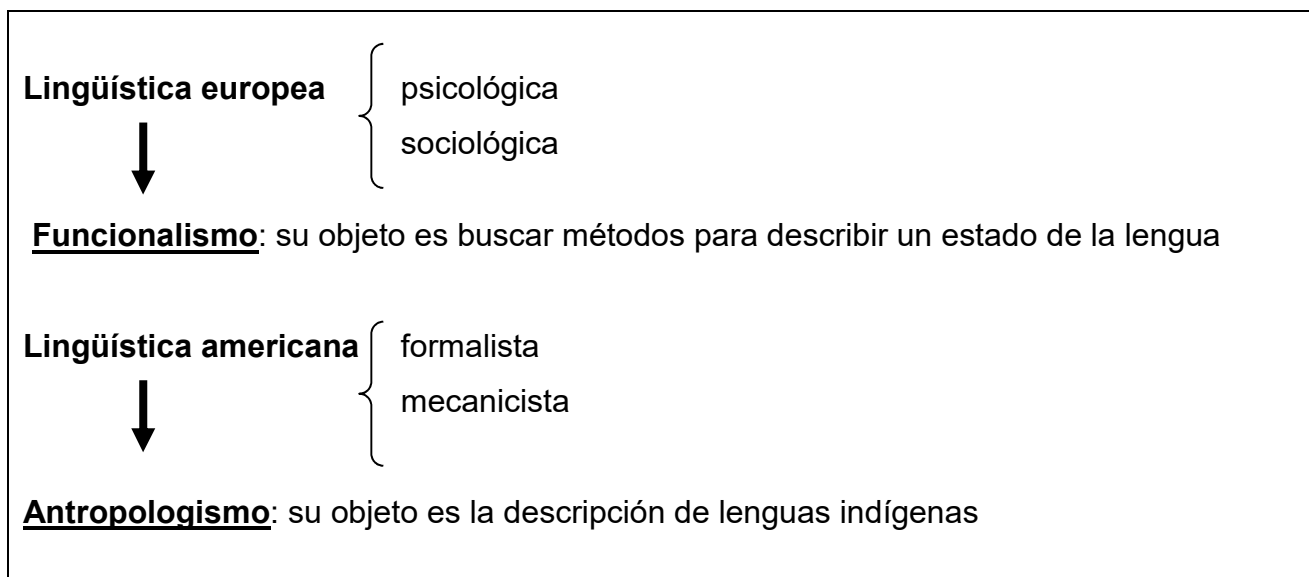 Lingüística europea
psicológica
sociológica
Funcionalismo: su objeto es buscar métodos para describir un estado de la lengua
Lingüística americana
formalista
mecanicista
Antropologismo: su objeto es la descripción de lenguas indígenas